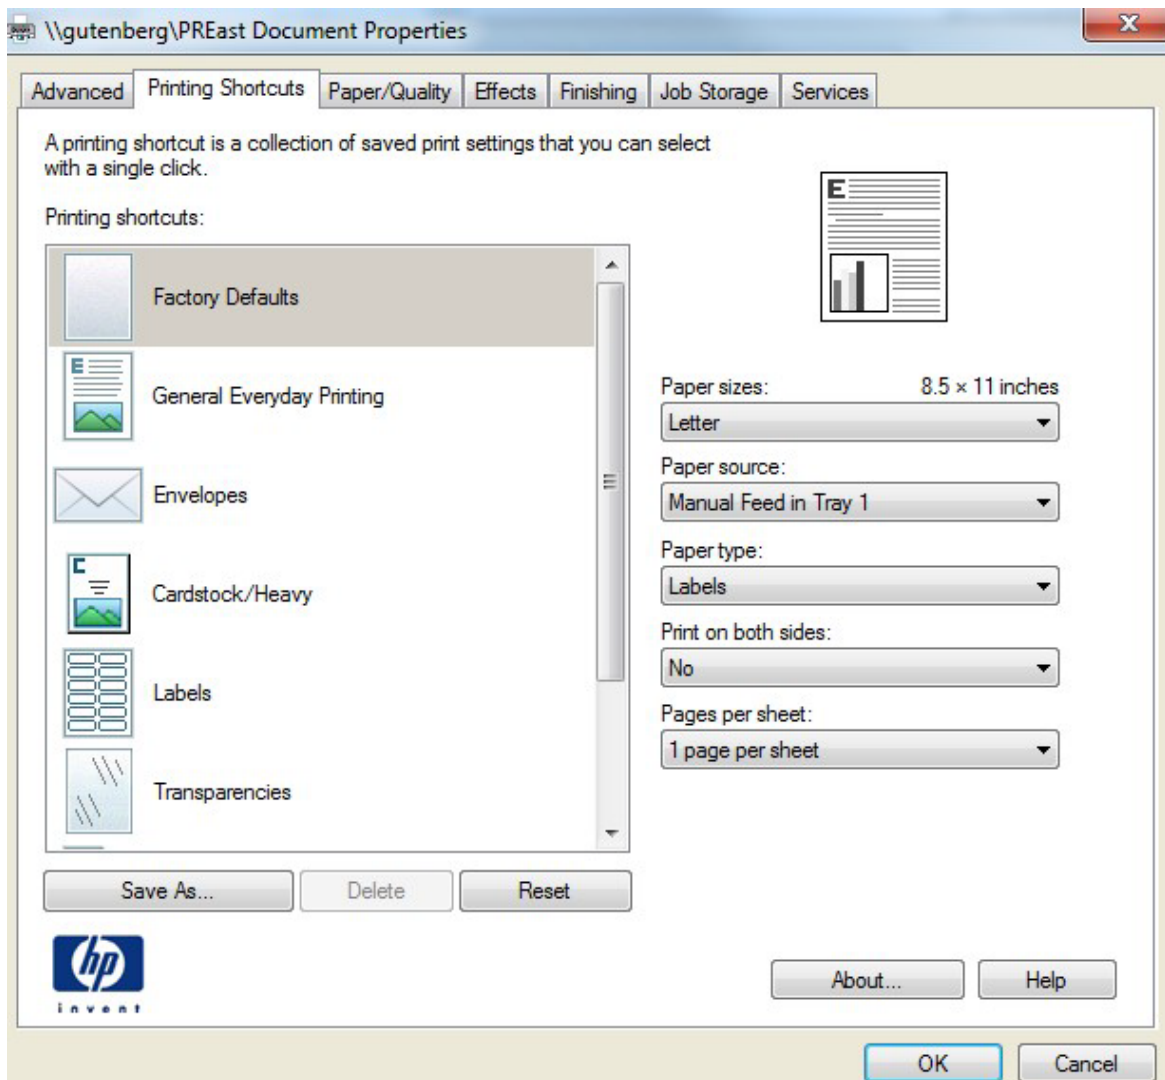 \\gutenberg\PREast Document Properties
Advanced
Printing Shortcuts
Paper/Quality
Effects
Finishing
Job Storage
Services
A printing shortcut is a collection of saved print settings that you can select
with a single click.
Printing shortcuts:
Factory Defaults
E
General Everyday Printing
Envelopes
E
Cardstock/Heavy
Labels
Transparencies
Save As...
Delete
Reset
E
Paper sizes: 8.5 × 11 inches
Letter
Paper source:
Manual Feed in Tray 1
Paper type:
Labels
Print on both sides:
No
Pages per sheet:
1 page per sheet
hp
invent
About...
Help
OK
Cancel